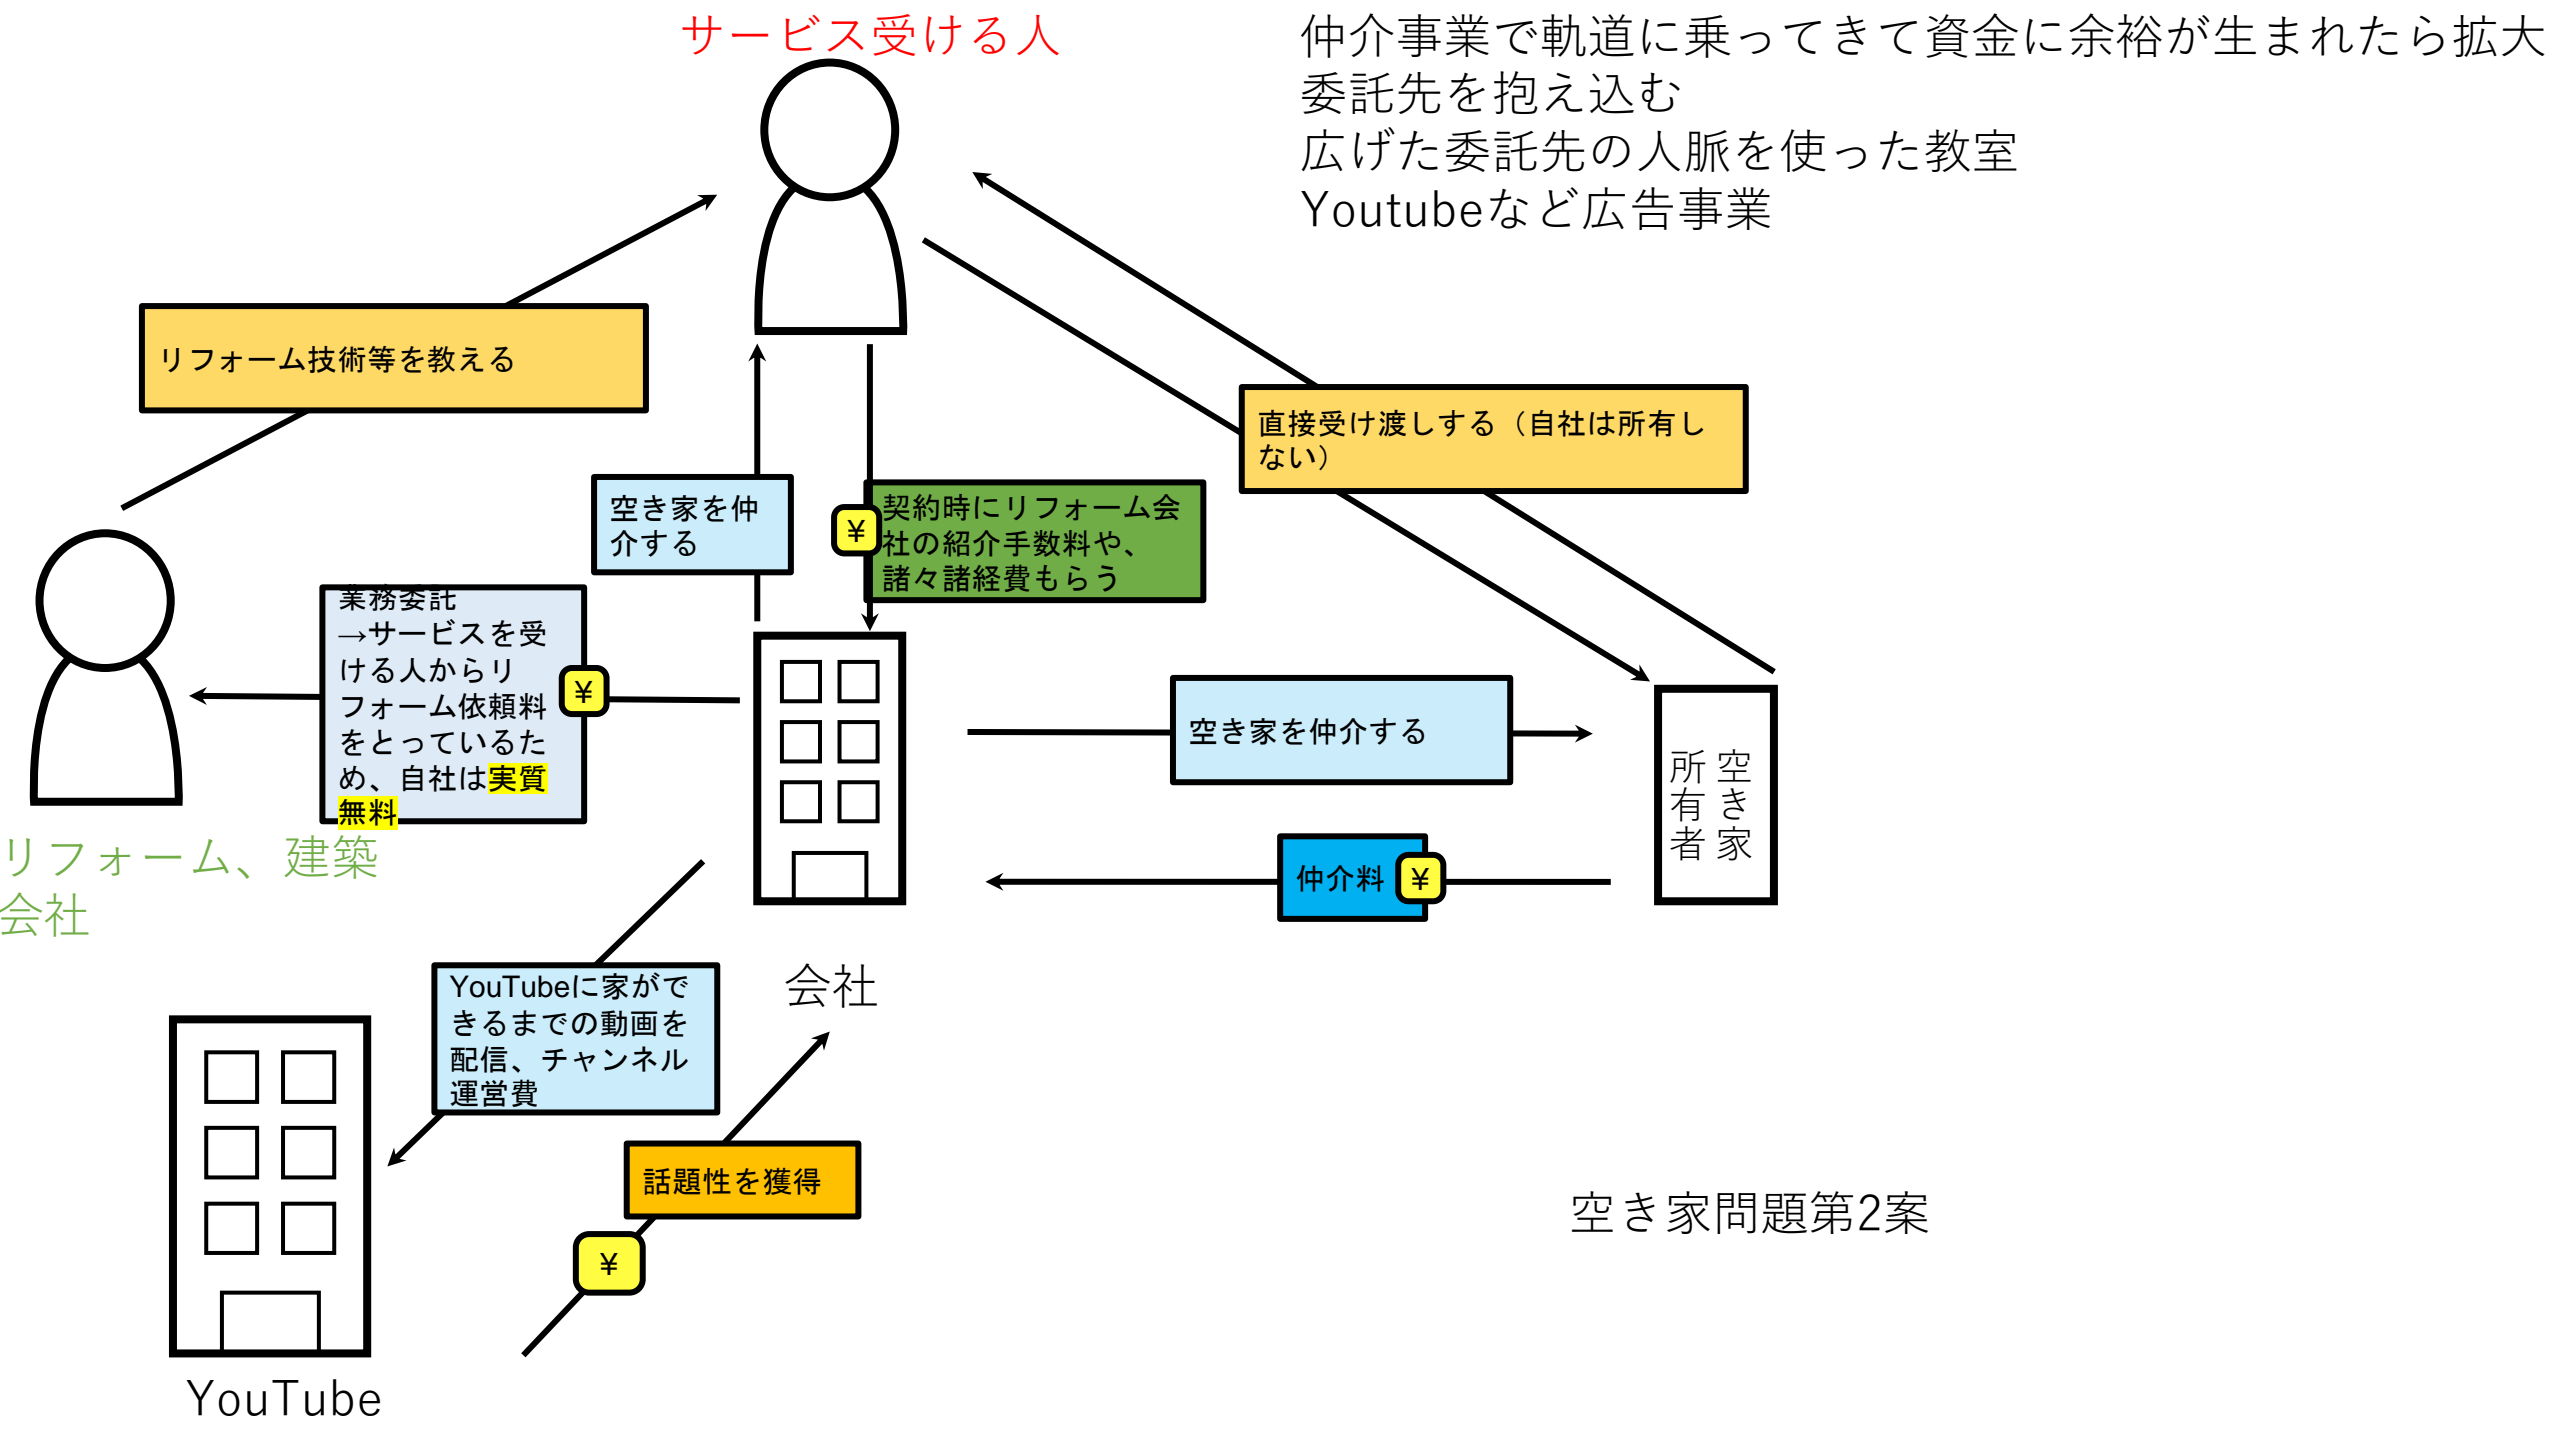 サービス受ける人
仲介事業で軌道に乗ってきて資金に余裕が生まれたら拡大
委託先を抱え込む
広げた委託先の人脈を使った教室
Youtubeなど広告事業
リフォーム技術等を教える
直接受け渡しする（自社は所有し
ない）
空き家を仲
介する
¥
契約時にリフォーム会
社の紹介手数料や、
諸々諸経費もらう
業務委託
→サービスを受
ける人からリ
フォーム依頼料
をとっているた
め、自社は実質
無料
¥
空き家を仲介する
空き家
所有者
仲介料
¥
リフォーム、建築
会社
会社
YouTubeに家がで
きるまでの動画を
配信、チャンネル
運営費
話題性を獲得
¥
空き家問題第2案
YouTube